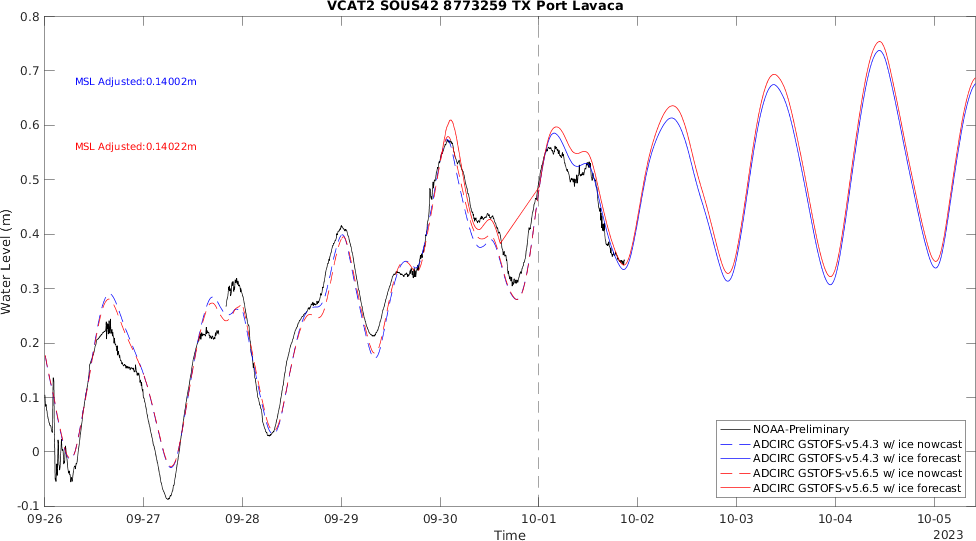 VCAT2 SOUS42 8773259 TX Port Lavaca
0.8
0.7
0.6
0.5
0.4
0.3
0.2
0.1
0
-0.1
Water Level (m)
MSL Adjusted:0.14002m
MSL Adjusted:0.14022m
NOAA-Preliminary
ADCIRC GSTOFS-v5.4.3 w/ ice nowcast
ADCIRC GSTOFS-v5.4.3 w/ ice forecast
ADCIRC GSTOFS-v5.6.5 w/ ice nowcast
ADCIRC GSTOFS-v5.6.5 w/ ice forecast
09-26 09-27 09-28 09-29 09-30 10-01 10-02 10-03 10-04 10-05
Time
2023